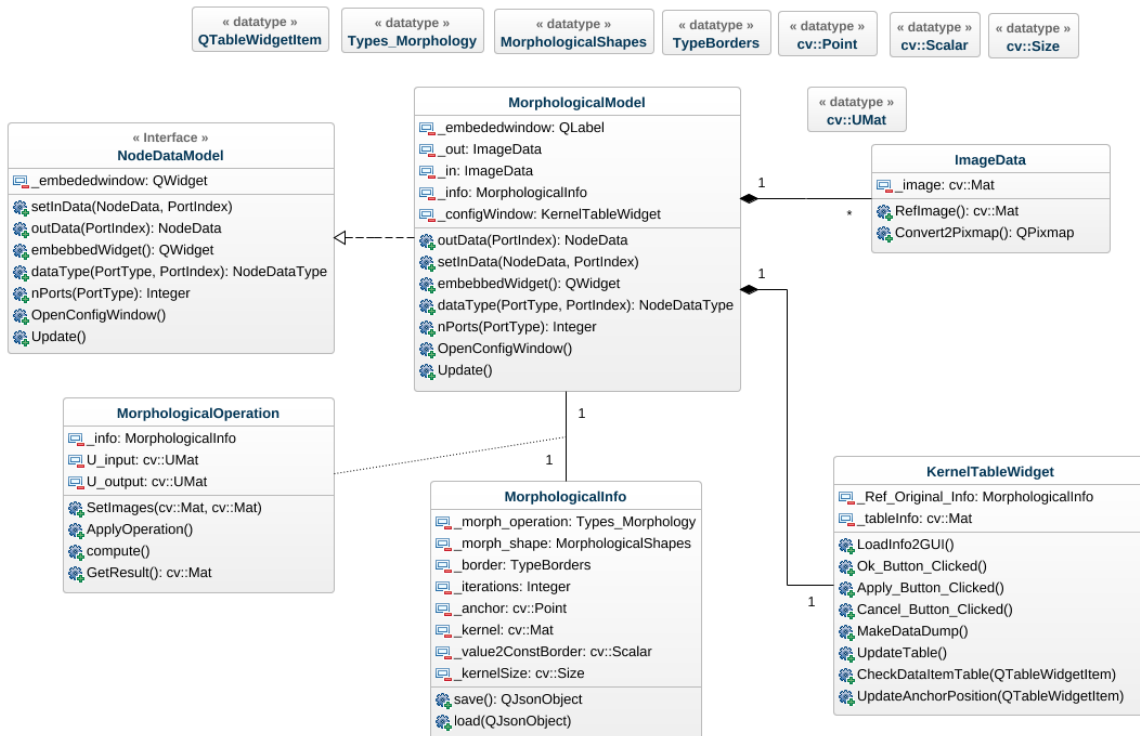 « datatype »
QTableWidgetItem
« datatype »
Types_Morphology
« datatype »
MorphologicalShapes
« datatype »
TypeBorders
« datatype »
cv::Point
« datatype »
cv::Scalar
« datatype »
cv::Size
« datatype »
cv::UMat
« Interface »
NodeDataModel
_embededwindow: QWidget
setInData(NodeData, PortIndex)
outData(PortIndex): NodeData
embebbedWidget(): QWidget
dataType(PortType, PortIndex): NodeDataType
nPorts(PortType): Integer
OpenConfigWindow()
Update()
MorphologicalModel
_embededwindow: QLabel
_out: ImageData
_in: ImageData
_info: MorphologicalInfo
_configWindow: KernelTableWidget
outData(PortIndex): NodeData
setInData(NodeData, PortIndex)
embebbedWidget(): QWidget
dataType(PortType, PortIndex): NodeDataType
nPorts(PortType): Integer
OpenConfigWindow()
Update()
1
*
1
1
ImageData
_image: cv::Mat
RefImage(): cv::Mat
Convert2Pixmap(): QPixmap
MorphologicalOperation
_info: MorphologicalInfo
U_input: cv::UMat
U_output: cv::UMat
SetImages(cv::Mat, cv::Mat)
ApplyOperation()
compute()
GetResult(): cv::Mat
1
1
MorphologicalInfo
_morph_operation: Types_Morphology
_morph_shape: MorphologicalShapes
_border: TypeBorders
_iterations: Integer
_anchor: cv::Point
_kernel: cv::Mat
_value2ConstBorder: cv::Scalar
_kernelSize: cv::Size
save(): QJsonObject
load(QJsonObject)
KernelTableWidget
_Ref_Original_Info: MorphologicalInfo
_tableInfo: cv::Mat
LoadInfo2GUI()
Ok_Button_Clicked()
Apply_Button_Clicked()
Cancel_Button_Clicked()
MakeDataDump()
UpdateTable()
CheckDataItemTable(QTableWidgetItem)
UpdateAnchorPosition(QTableWidgetItem)